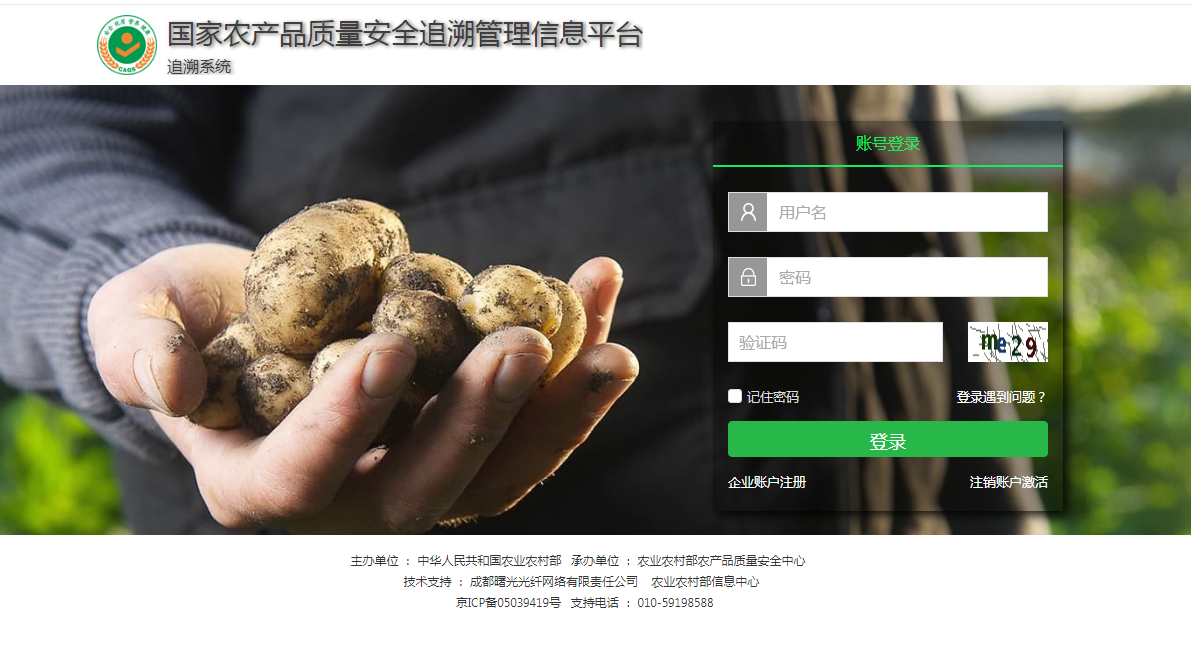 国家农产品质量安全追溯管理信息平台
追溯系统
CAQS
账号登录
用户名
密码
验证码
me29
记住密码 登录遇到问题？
登录
企业账户注册 注销账户激活
主办单位 ： 中华人民共和国农业农村部 承办单位 ： 农业农村部农产品质量安全中心
技术支持 ： 成都曙光光纤网络有限责任公司 农业农村部信息中心
京ICP备05039419号 支持电话 ： 010-59198588